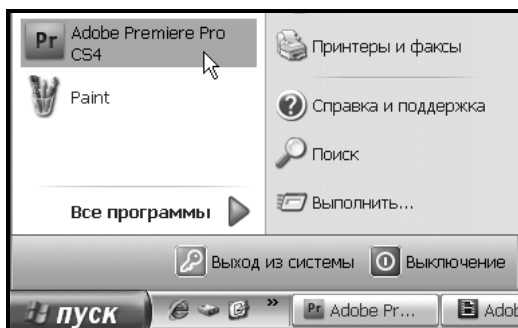 Pr Adobe Premiere Pro
CS4
Paint
Все программы
Принтеры и факсы
Справка и поддержка
Поиск
Выполнить...
Выход из системы
Выключение
пуск
»
Pr Adobe Pr...
Adob